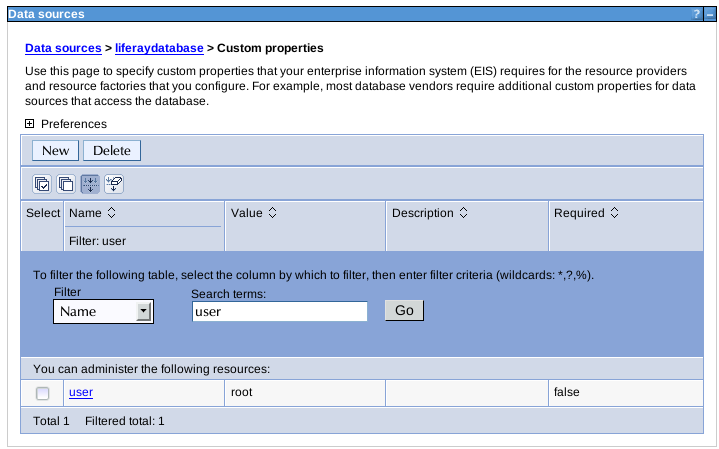 Data sources ? –
Data sources > liferaydatabase > Custom properties
Use this page to specify custom properties that your enterprise information system (EIS) requires for the resource providers
and resource factories that you configure. For example, most database vendors require additional custom properties for data
sources that access the database.
Preferences
New Delete
Select Name Value Description Required
Filter: user
To filter the following table, select the column by which to filter, then enter filter criteria (wildcards: *,?,%).
Filter Search terms:
Name user Go
You can administer the following resources:
user root false
Total 1 Filtered total: 1